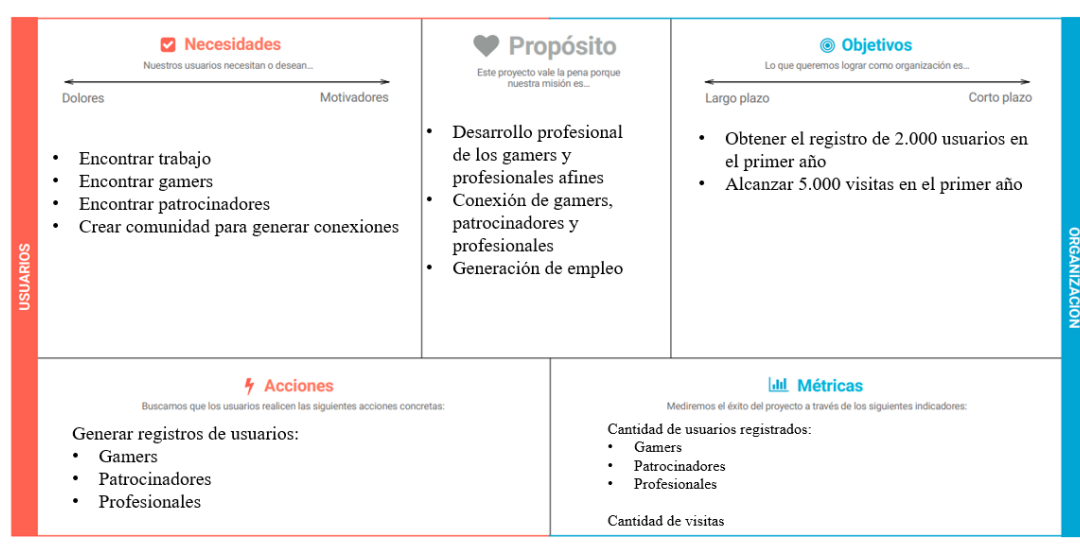 USUARIOS
Necesidades
Nuestros usuarios necesitan o desean...
Dolores
Motivadores
• Encontrar trabajo
• Encontrar gamers
• Encontrar patrocinadores
• Crear comunidad para generar conexiones
Propósito
Este proyecto vale la pena porque
nuestra misión es...
• Desarrollo profesional
de los gamers y
profesionales afines
• Conexión de gamers,
patrocinadores y
profesionales
• Generación de empleo
Objetivos
Lo que queremos lograr como organización es...
Largo plazo
Corto plazo
• Obtener el registro de 2.000 usuarios en
el primer año
• Alcanzar 5.000 visitas en el primer año
ORGANIZACIÓN
Acciones
Buscamos que los usuarios realicen las siguientes acciones concretas:
Generar registros de usuarios:
• Gamers
• Patrocinadores
• Profesionales
Métricas
Mediremos el éxito del proyecto a través de los siguientes indicadores:
Cantidad de usuarios registrados:
• Gamers
• Patrocinadores
• Profesionales
Cantidad de visitas